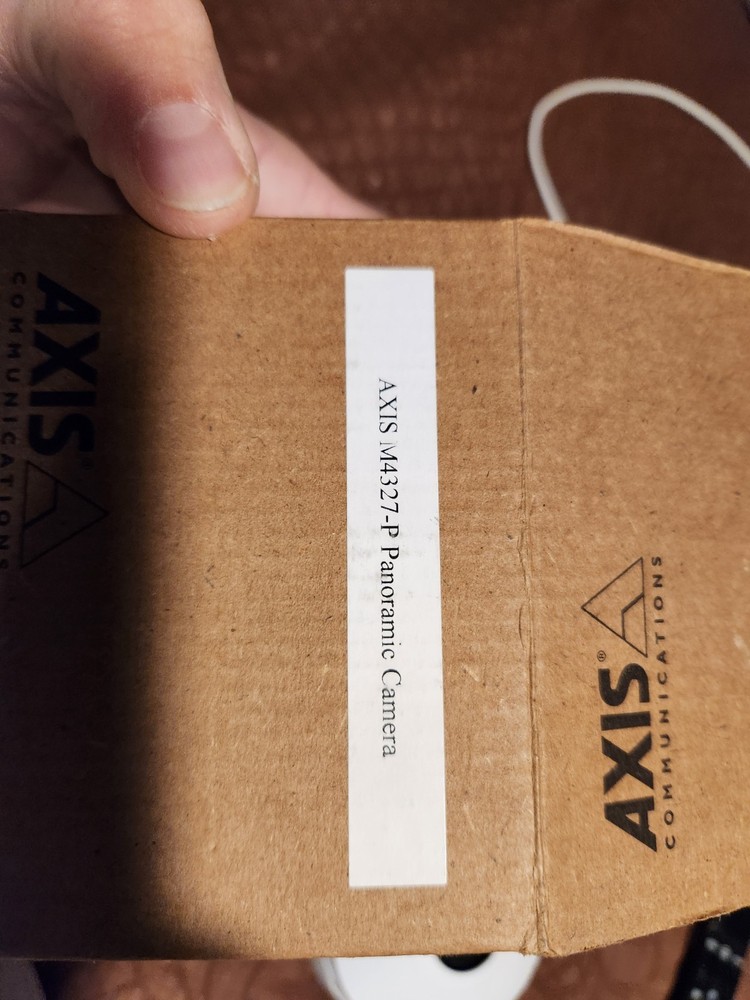 AXIS
COMMUNICATIONS
AXIS M4327-P Panoramic Camera
AXIS®
COMMUNICATIONS